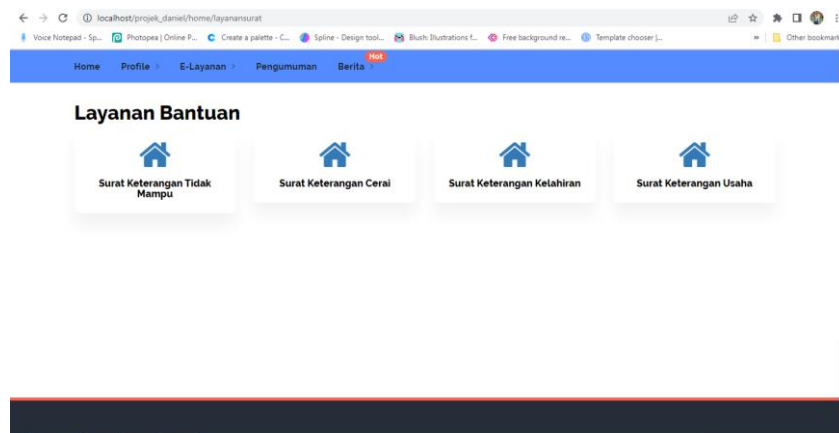 localhost/projek_daniel/home/layanansurat
Voice Notepad - Sp... Photopea | Online P... Create a palette - C... Spline - Design tool... Blush: Illustrations f... Free background re... Template chooser |... » Other bookmark
Hot
Home Profile > E-Layanan > Pengumuman Berita >
Layanan Bantuan
Surat Keterangan Tidak
Mampu
Surat Keterangan Cerai
Surat Keterangan Kelahiran
Surat Keterangan Usaha